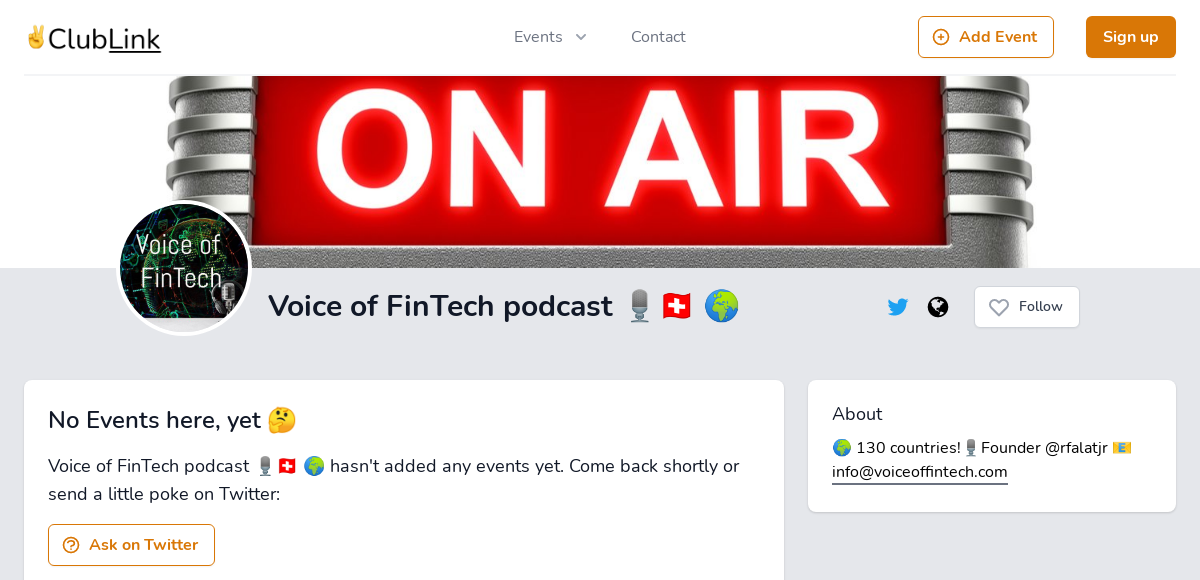 ✌️ClubLink
Events
Contact
Add Event
Sign up
ON AIR
Voice of
FinTech
Voice of FinTech podcast 🎙️🇨🇭 🌍
Follow
No Events here, yet 🤔
Voice of FinTech podcast 🎙️🇨🇭 🌍 hasn't added any events yet. Come back shortly or
send a little poke on Twitter:
Ask on Twitter
About
🌍 130 countries!🎙️Founder @rfalatjr 📧
info@voiceoffintech.com